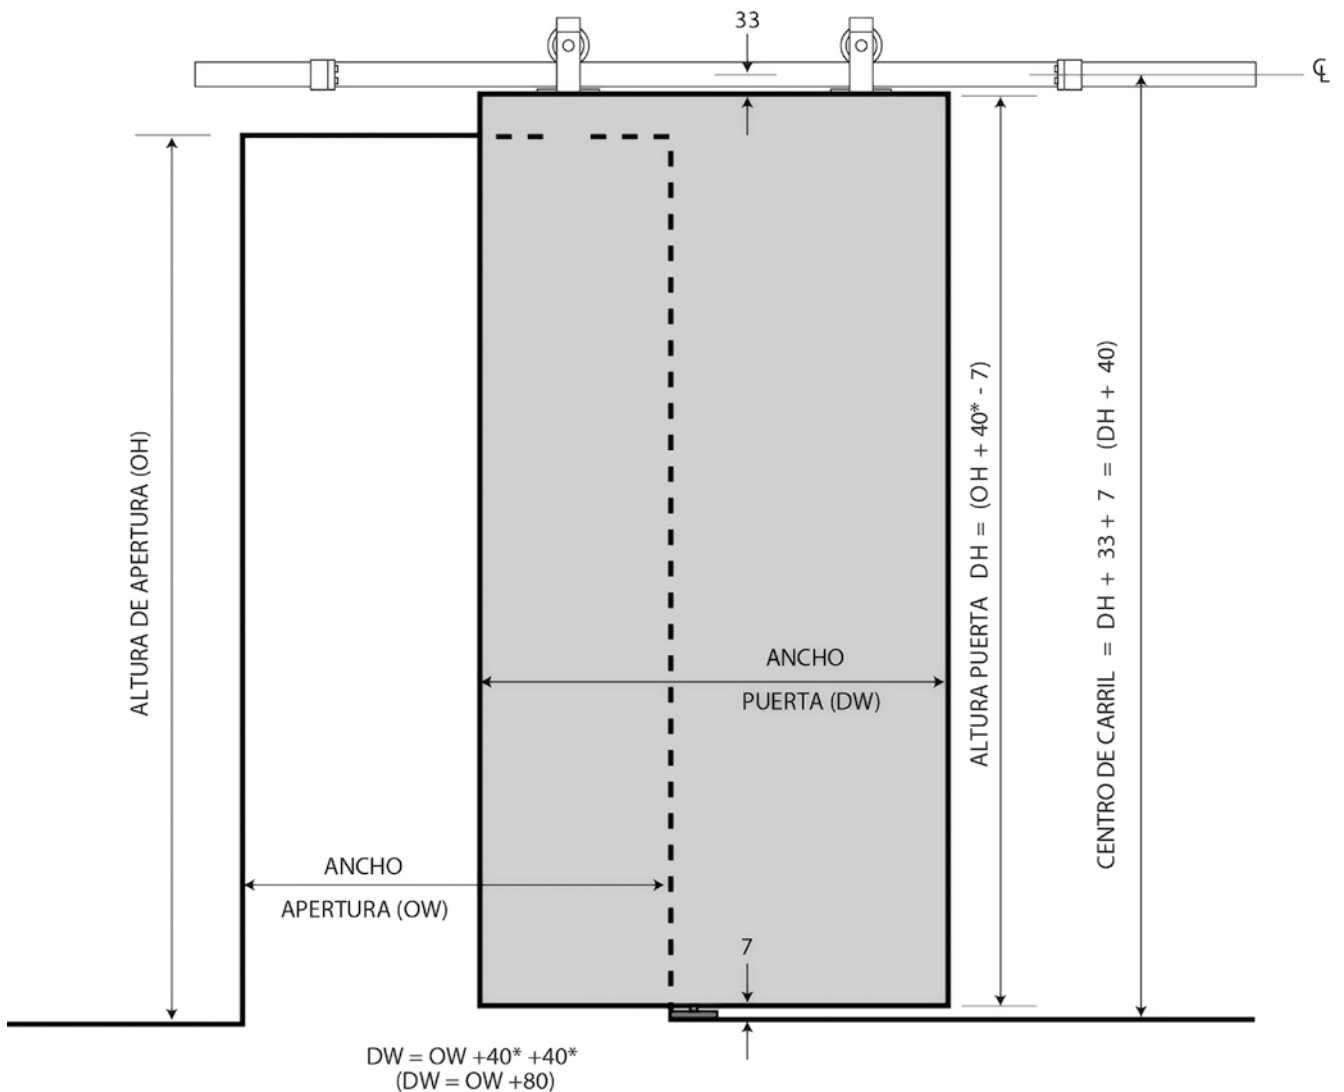 33
℄
ALTURA DE APERTURA (OH)
ANCHO
PUERTA (DW)
ALTURA PUERTA DH = (OH + 40* - 7)
CENTRO DE CARRIL = DH + 33 + 7 = (DH + 40)
ANCHO
APERTURA (OW)
7
DW = OW +40* +40*
(DW = OW +80)